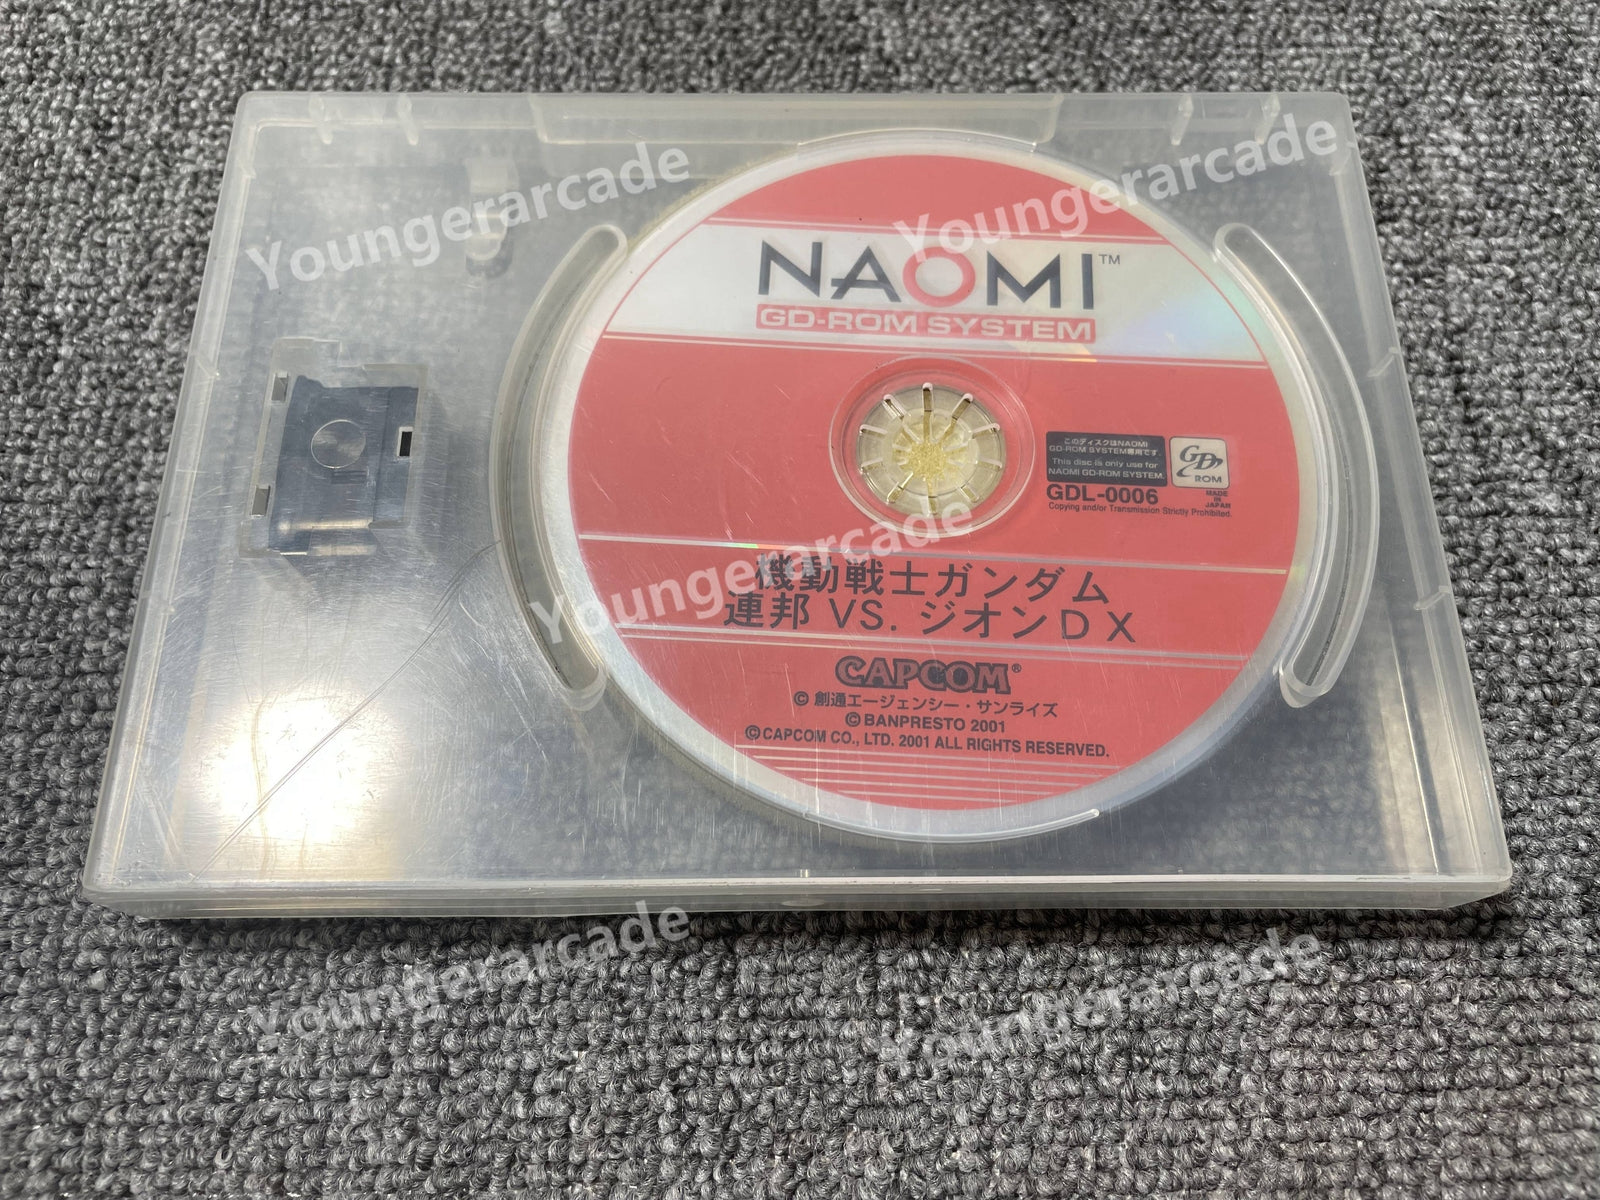 Youngerarcade
Youngerarcade
NAOMI™
GD-ROM SYSTEM
このディスクはNAOMI
GD-ROM SYSTEM専用です
This disc is only use for
NAOMI GD-ROM SYSTEM.
GD
ROM
GDL-0006
MADE
IN
JAPAN
Copying and/or Transmission Strictly Prohibited.
Youngerarcade
機動戦士ガンダム
連邦 VS. ジオンDX
CAPCOM®
© 創通エージェンシー・サンライズ
© BANPRESTO 2001
© CAPCOM CO., LTD. 2001 ALL RIGHTS RESERVED.
Youngerarcade
Youngerarcade